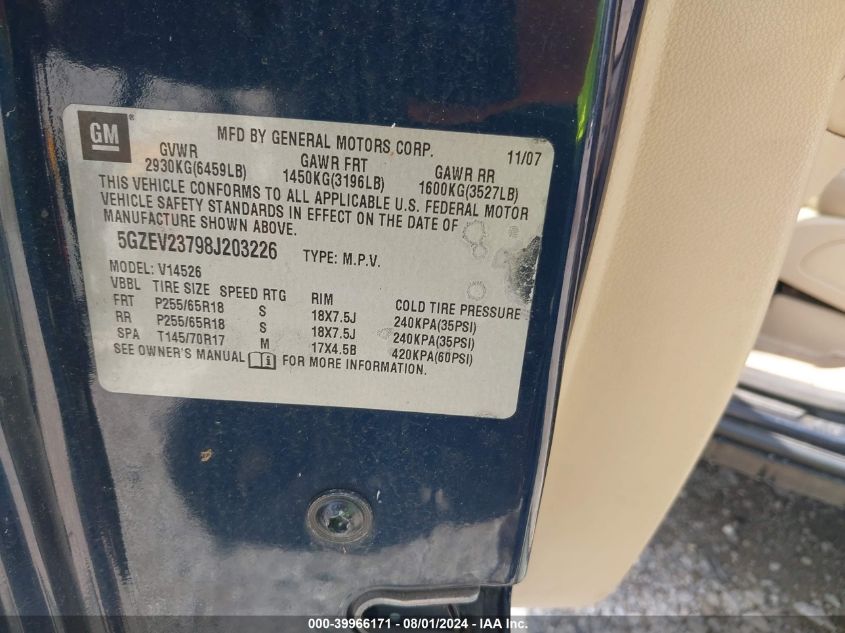 GM
MFD BY GENERAL MOTORS CORP.
11/07
GVWR GAWR FRT GAWR RR
2930KG(6459LB) 1450KG(3196LB) 1600KG(3527LB)
THIS VEHICLE CONFORMS TO ALL APPLICABLE U.S. FEDERAL MOTOR
VEHICLE SAFETY STANDARDS IN EFFECT ON THE DATE OF
MANUFACTURE SHOWN ABOVE.
5GZEV23798J203226 TYPE: M.P.V.
MODEL: V14526
VBBL TIRE SIZE SPEED RTG RIM COLD TIRE PRESSURE
FRT P255/65R18 S 18X7.5J 240KPA(35PSI)
RR P255/65R18 S 18X7.5J 240KPA(35PSI)
SPA T145/70R17 M 17X4.5B 420KPA(60PSI)
SEE OWNER'S MANUAL FOR MORE INFORMATION.
000-39966171 - 08/01/2024 - IAA Inc.